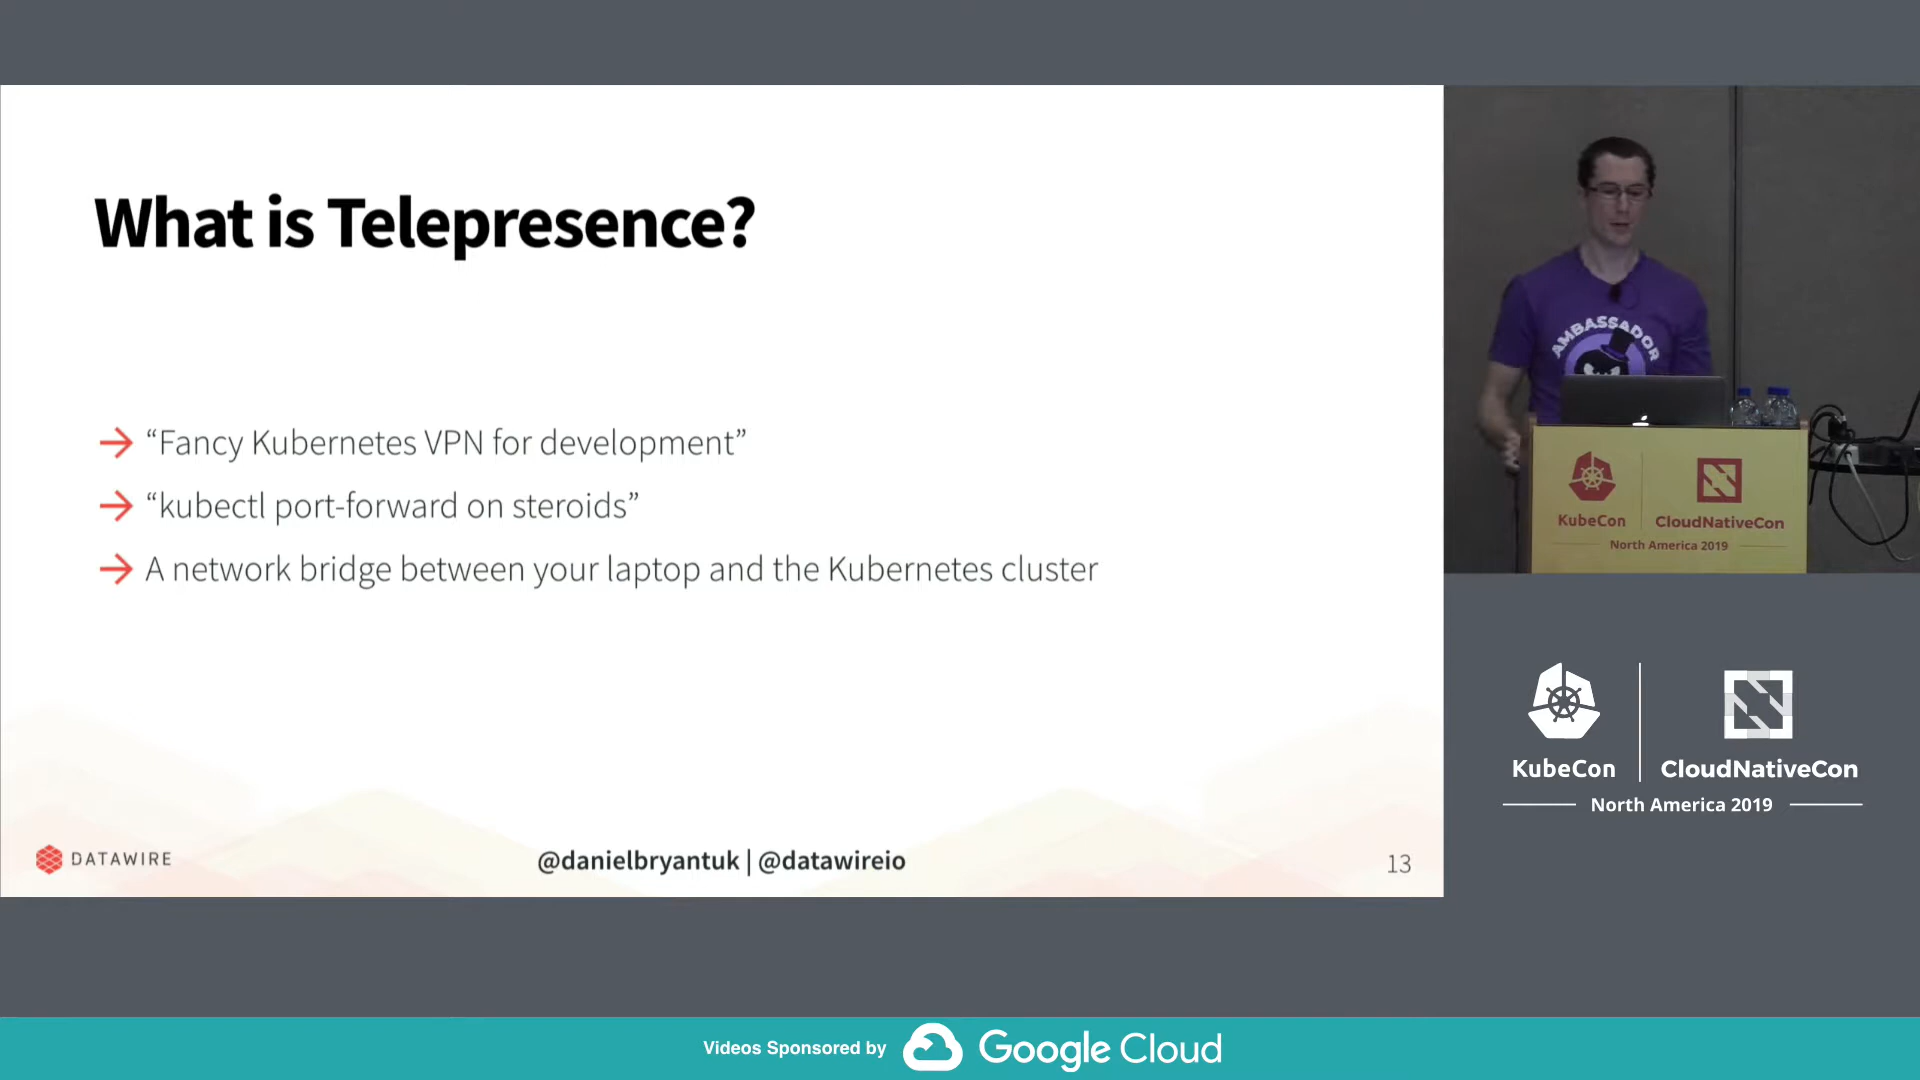 What is Telepresence?
“Fancy Kubernetes VPN for development”
“kubectl port-forward on steroids”
A network bridge between your laptop and the Kubernetes cluster
DATAWIRE
@danielbryantuk | @datawireio
13
AMBASSADOR
KubeCon
CloudNativeCon
North America 2019
KubeCon
CloudNativeCon
North America 2019
Videos Sponsored by
Google Cloud